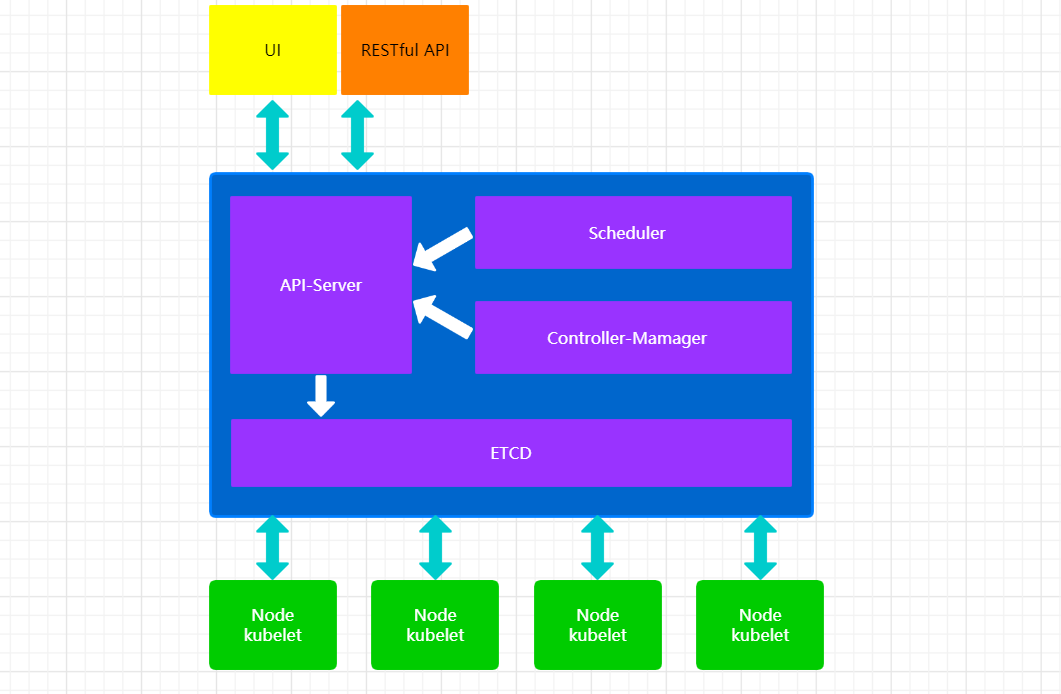 UI
RESTful API
API-Server
Scheduler
Controller-Mamager
ETCD
Node
kubelet
Node
kubelet
Node
kubelet
Node
kubelet